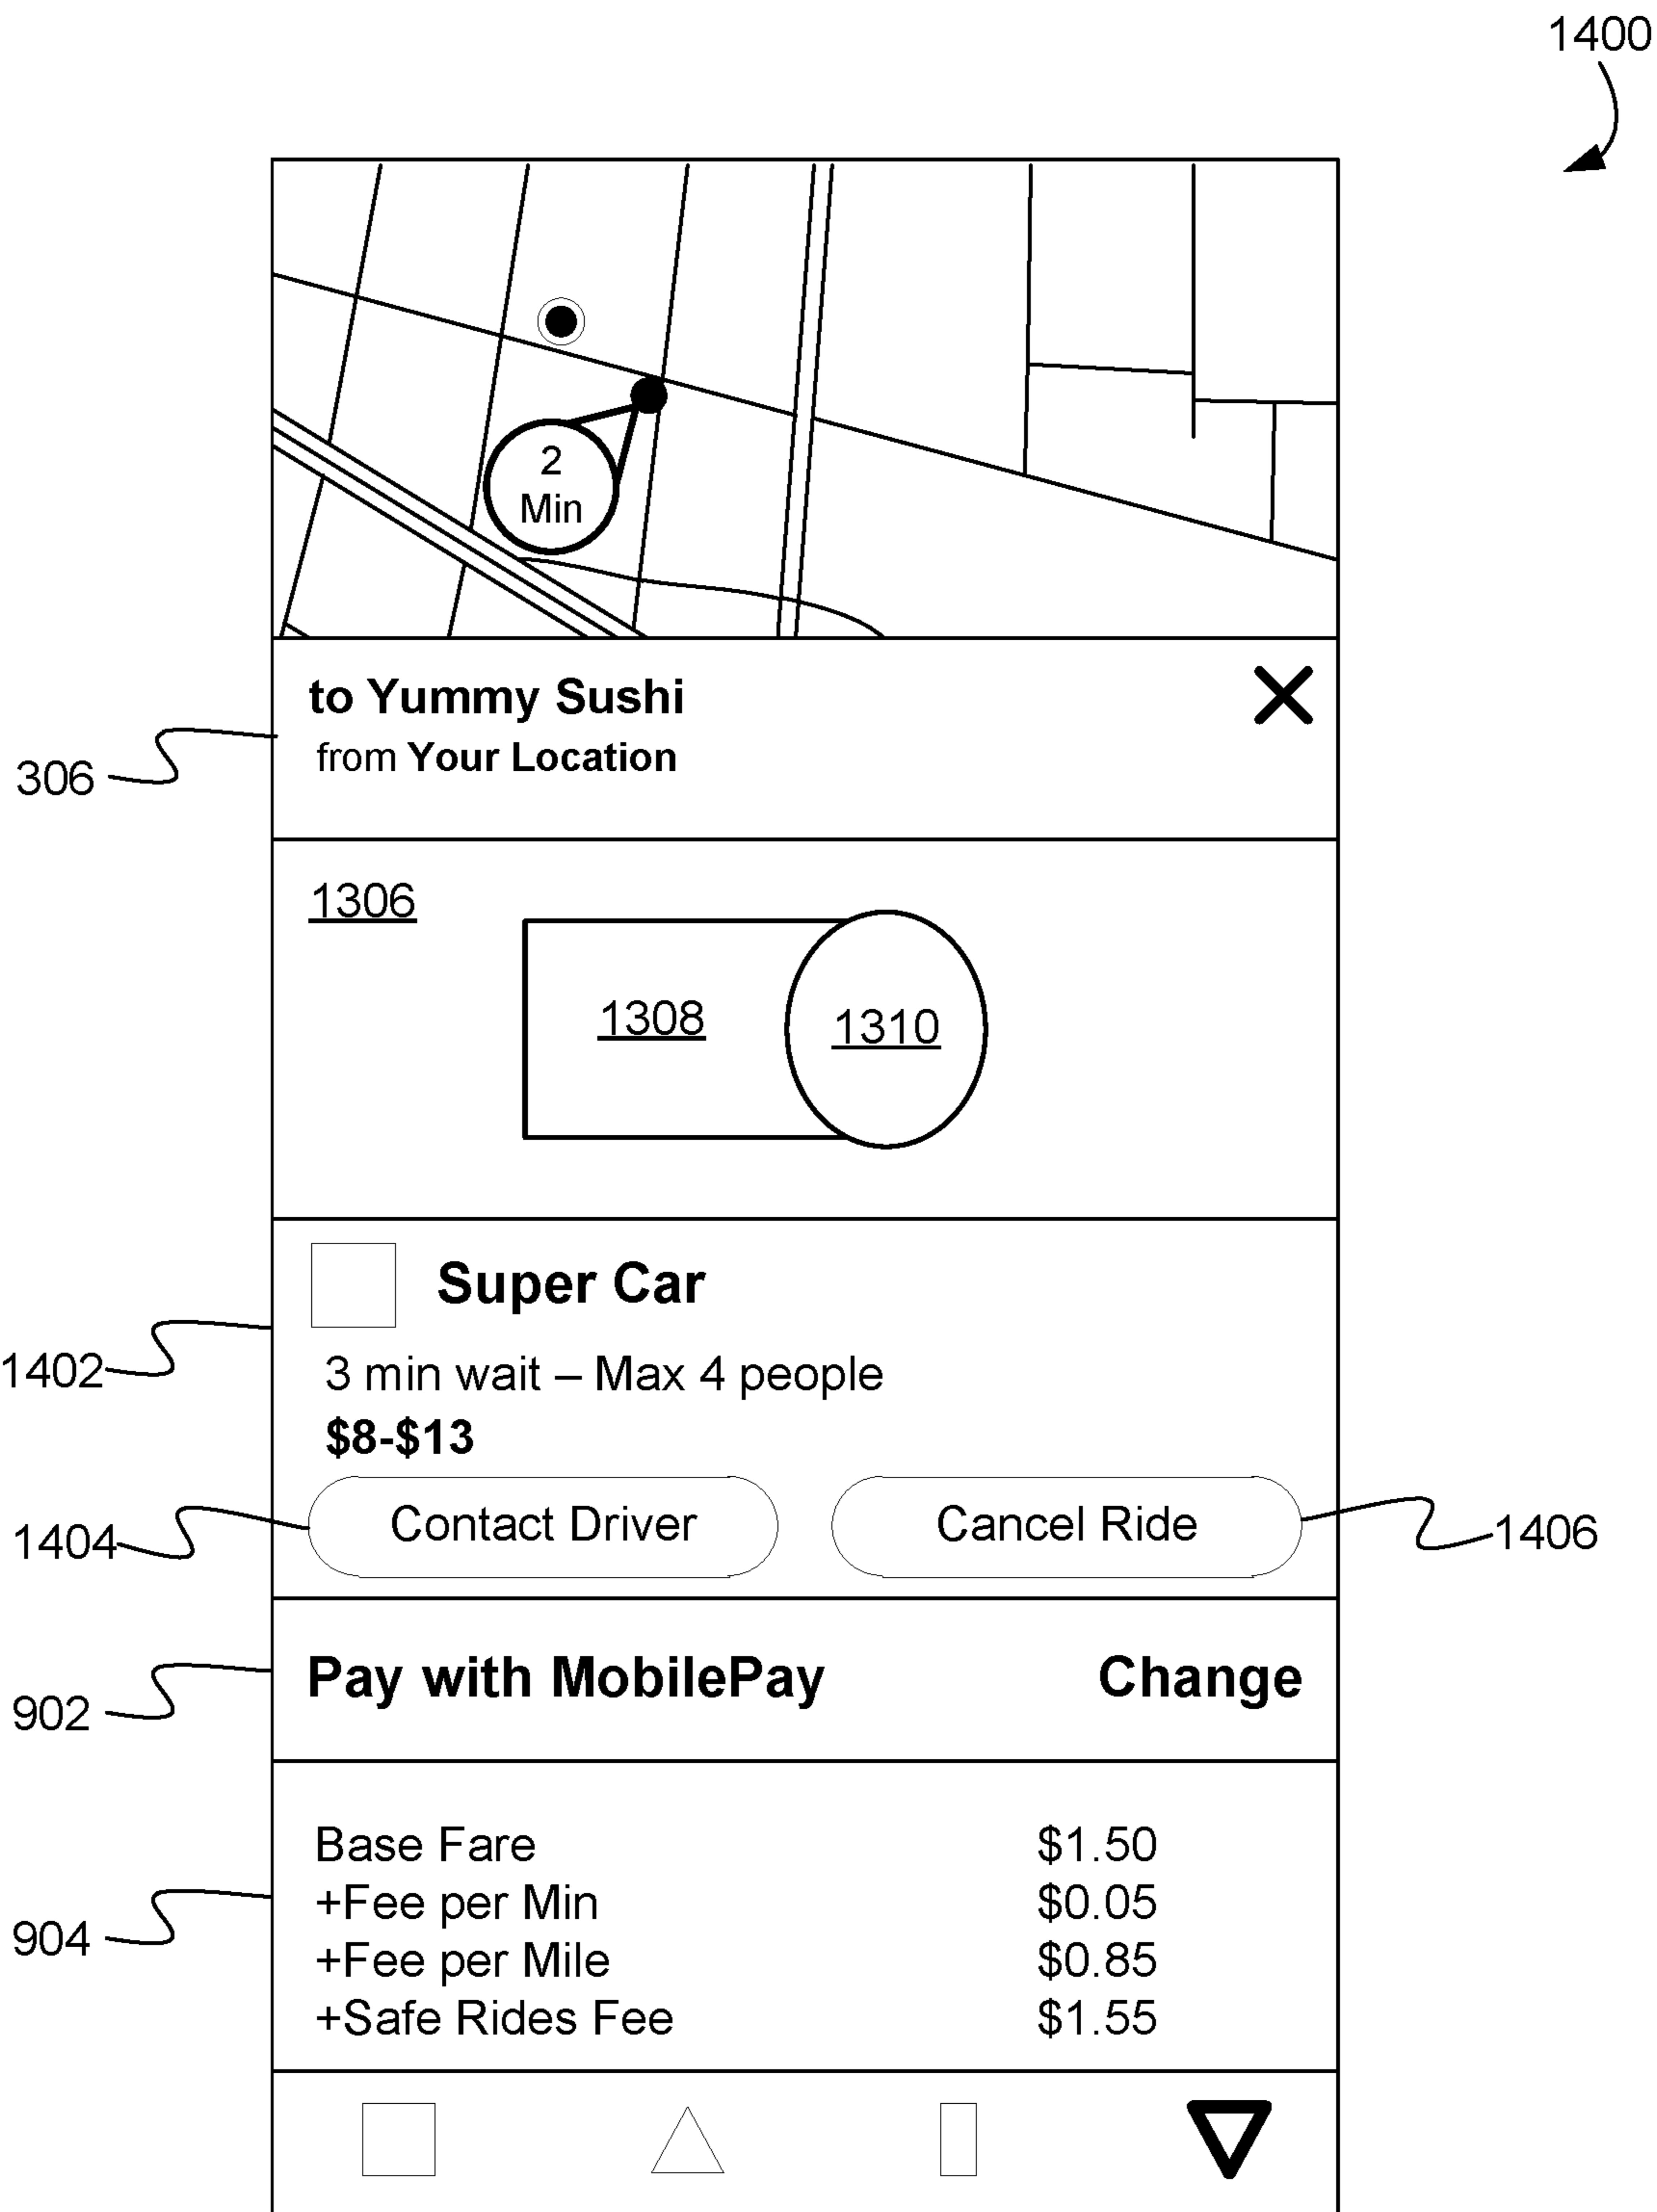 1400
2
Min
to Yummy Sushi
from Your Location
306
1306
1308
1310
Super Car
1402
3 min wait – Max 4 people
$8-$13
Contact Driver
Cancel Ride
1404
1406
Pay with MobilePay Change
902
Base Fare $1.50
+Fee per Min $0.05
904
+Fee per Mile $0.85
+Safe Rides Fee $1.55